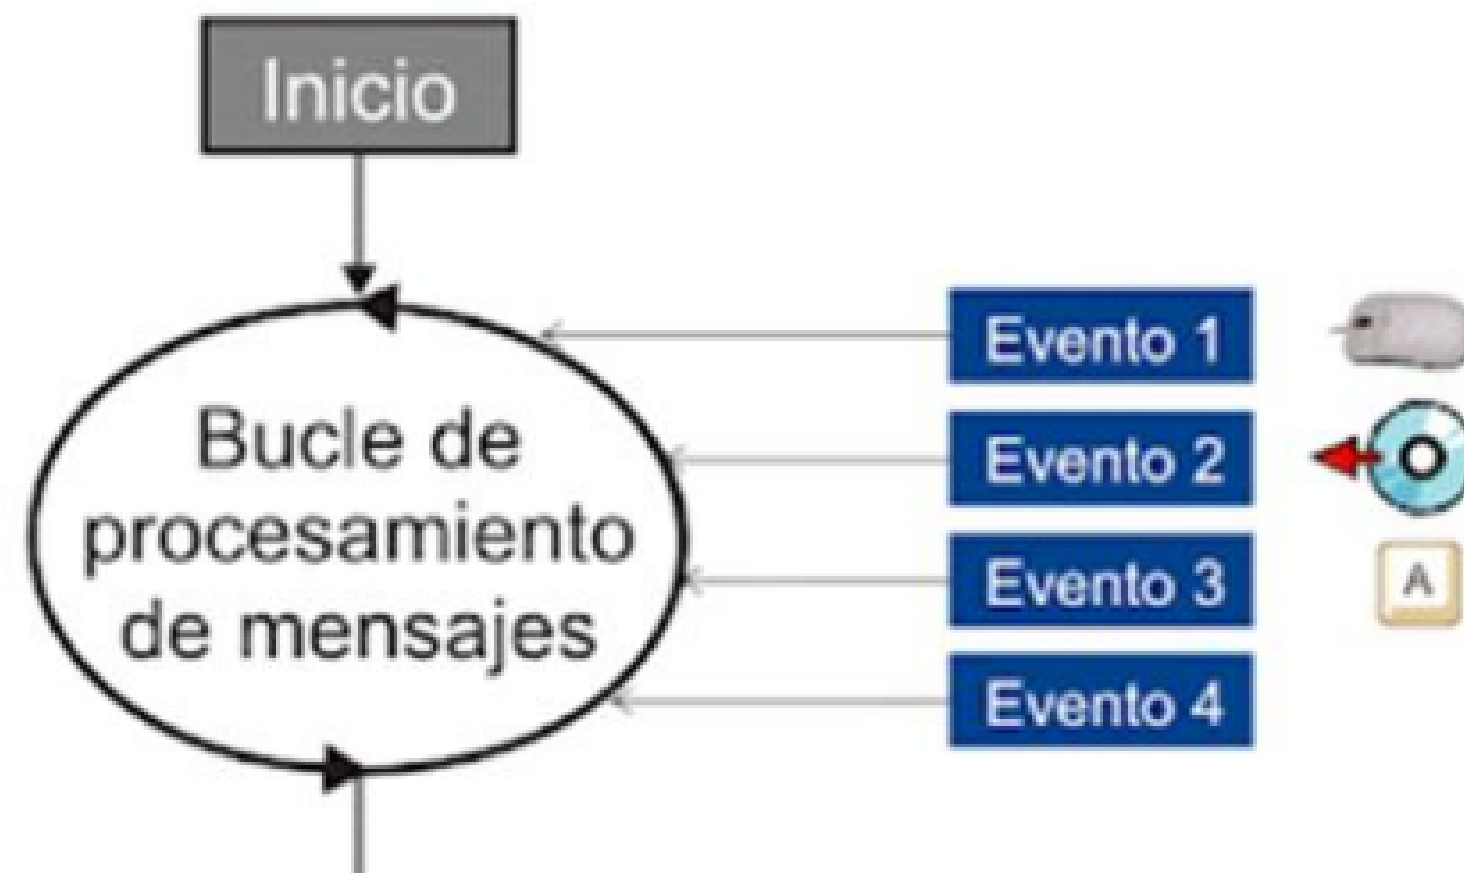 Inicio
Bucle de
procesamiento
de mensajes
Evento 1
Evento 2
Evento 3
A
Evento 4